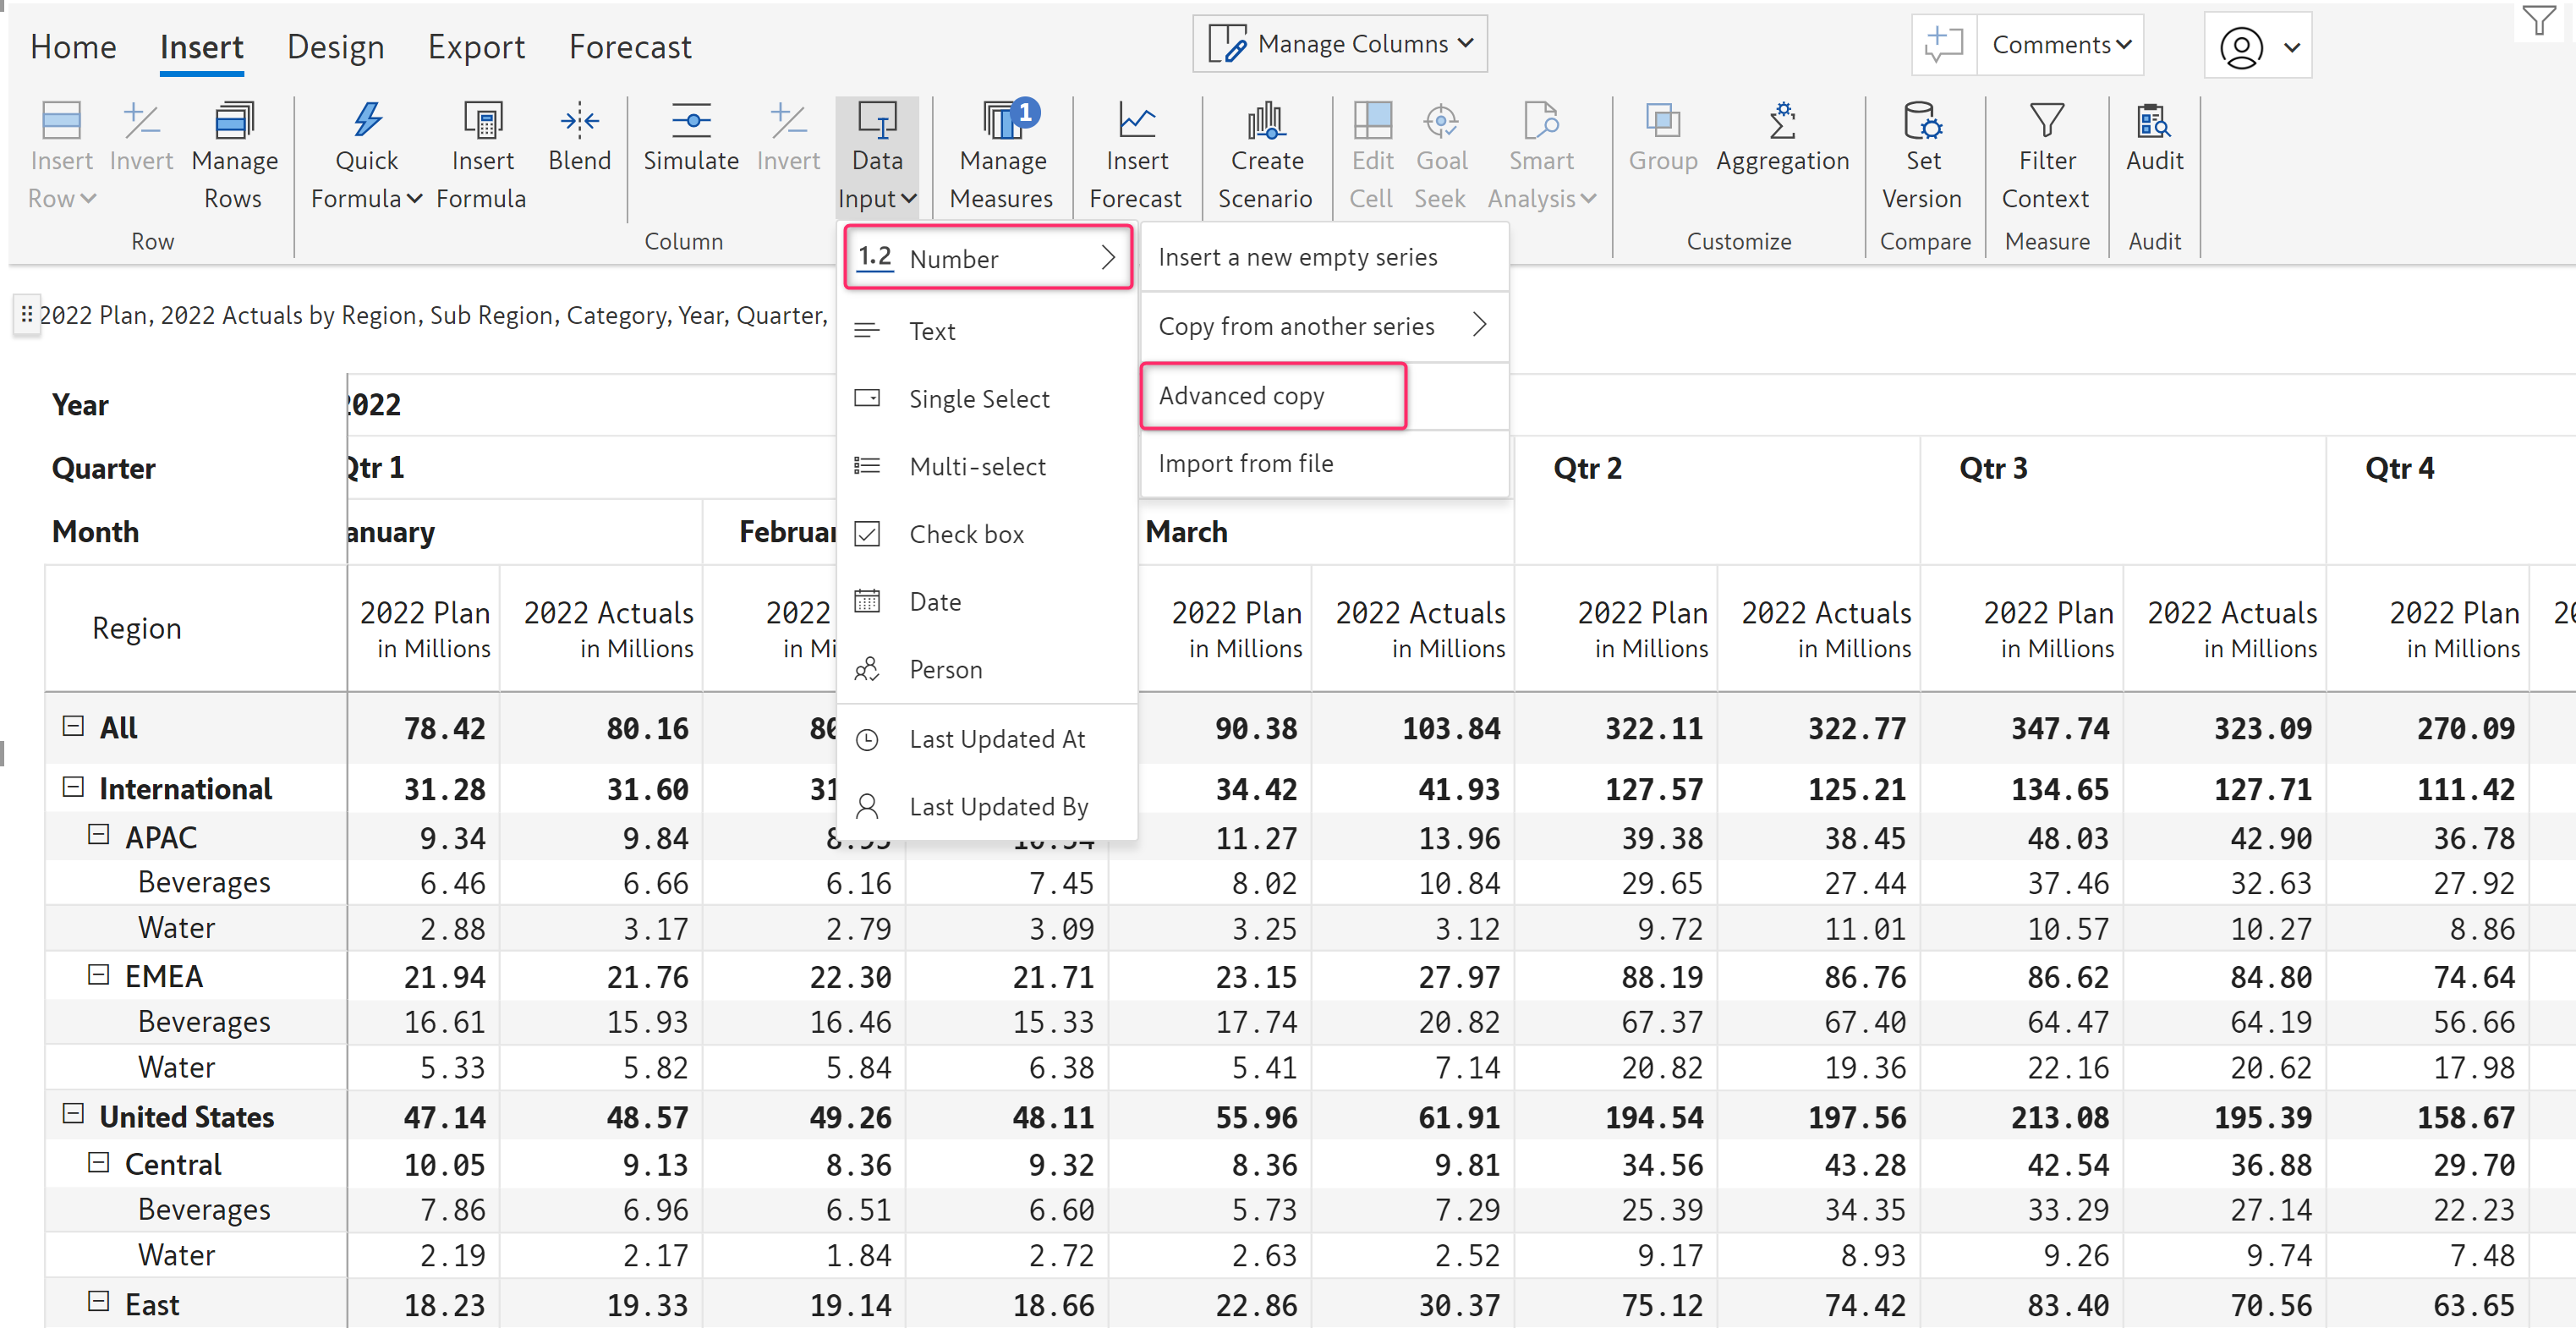 Home Insert Design Export Forecast Manage Columns Comments
Insert Invert Manage Quick Insert Blend Simulate Invert Data Manage 1 Insert Create Edit Goal Smart Group Aggregation Set Filter Audit
Row Rows Formula Formula Input Measures Forecast Scenario Cell Seek Analysis Version Context
Row Column Customize Compare Measure Audit
1.2 Number
Text
Single Select
Multi-select
Check box
Date
Person
Last Updated At
Last Updated By
Insert a new empty series
Copy from another series
Advanced copy
Import from file
2022 Plan, 2022 Actuals by Region, Sub Region, Category, Year, Quarter,
Year 2022
Quarter Qtr 1 Qtr 2 Qtr 3 Qtr 4
Month anuary Februar March
Region 2022 Plan 2022 Actuals 2022 2022 Plan 2022 Actuals 2022 Plan 2022 Actuals 2022 Plan 2022 Actuals 2022 Plan
in Millions in Millions in Mi in Millions in Millions in Millions in Millions in Millions in Millions in Millions
All 78.42 80.16 90.38 103.84 322.11 322.77 347.74 323.09 270.09
International 31.28 31.60 31 34.42 41.93 127.57 125.21 134.65 127.71 111.42
APAC 9.34 9.84 11.27 13.96 39.38 38.45 48.03 42.90 36.78
Beverages 6.46 6.66 6.16 7.45 8.02 10.84 29.65 27.44 37.46 32.63 27.92
Water 2.88 3.17 2.79 3.09 3.25 3.12 9.72 11.01 10.57 10.27 8.86
EMEA 21.94 21.76 22.30 21.71 23.15 27.97 88.19 86.76 86.62 84.80 74.64
Beverages 16.61 15.93 16.46 15.33 17.74 20.82 67.37 67.40 64.47 64.19 56.66
Water 5.33 5.82 5.84 6.38 5.41 7.14 20.82 19.36 22.16 20.62 17.98
United States 47.14 48.57 49.26 48.11 55.96 61.91 194.54 197.56 213.08 195.39 158.67
Central 10.05 9.13 8.36 9.32 8.36 9.81 34.56 43.28 42.54 36.88 29.70
Beverages 7.86 6.96 6.51 6.60 5.73 7.29 25.39 34.35 33.29 27.14 22.23
Water 2.19 2.17 1.84 2.72 2.63 2.52 9.17 8.93 9.26 9.74 7.48
East 18.23 19.33 19.14 18.66 22.86 30.37 75.12 74.42 83.40 70.56 63.65